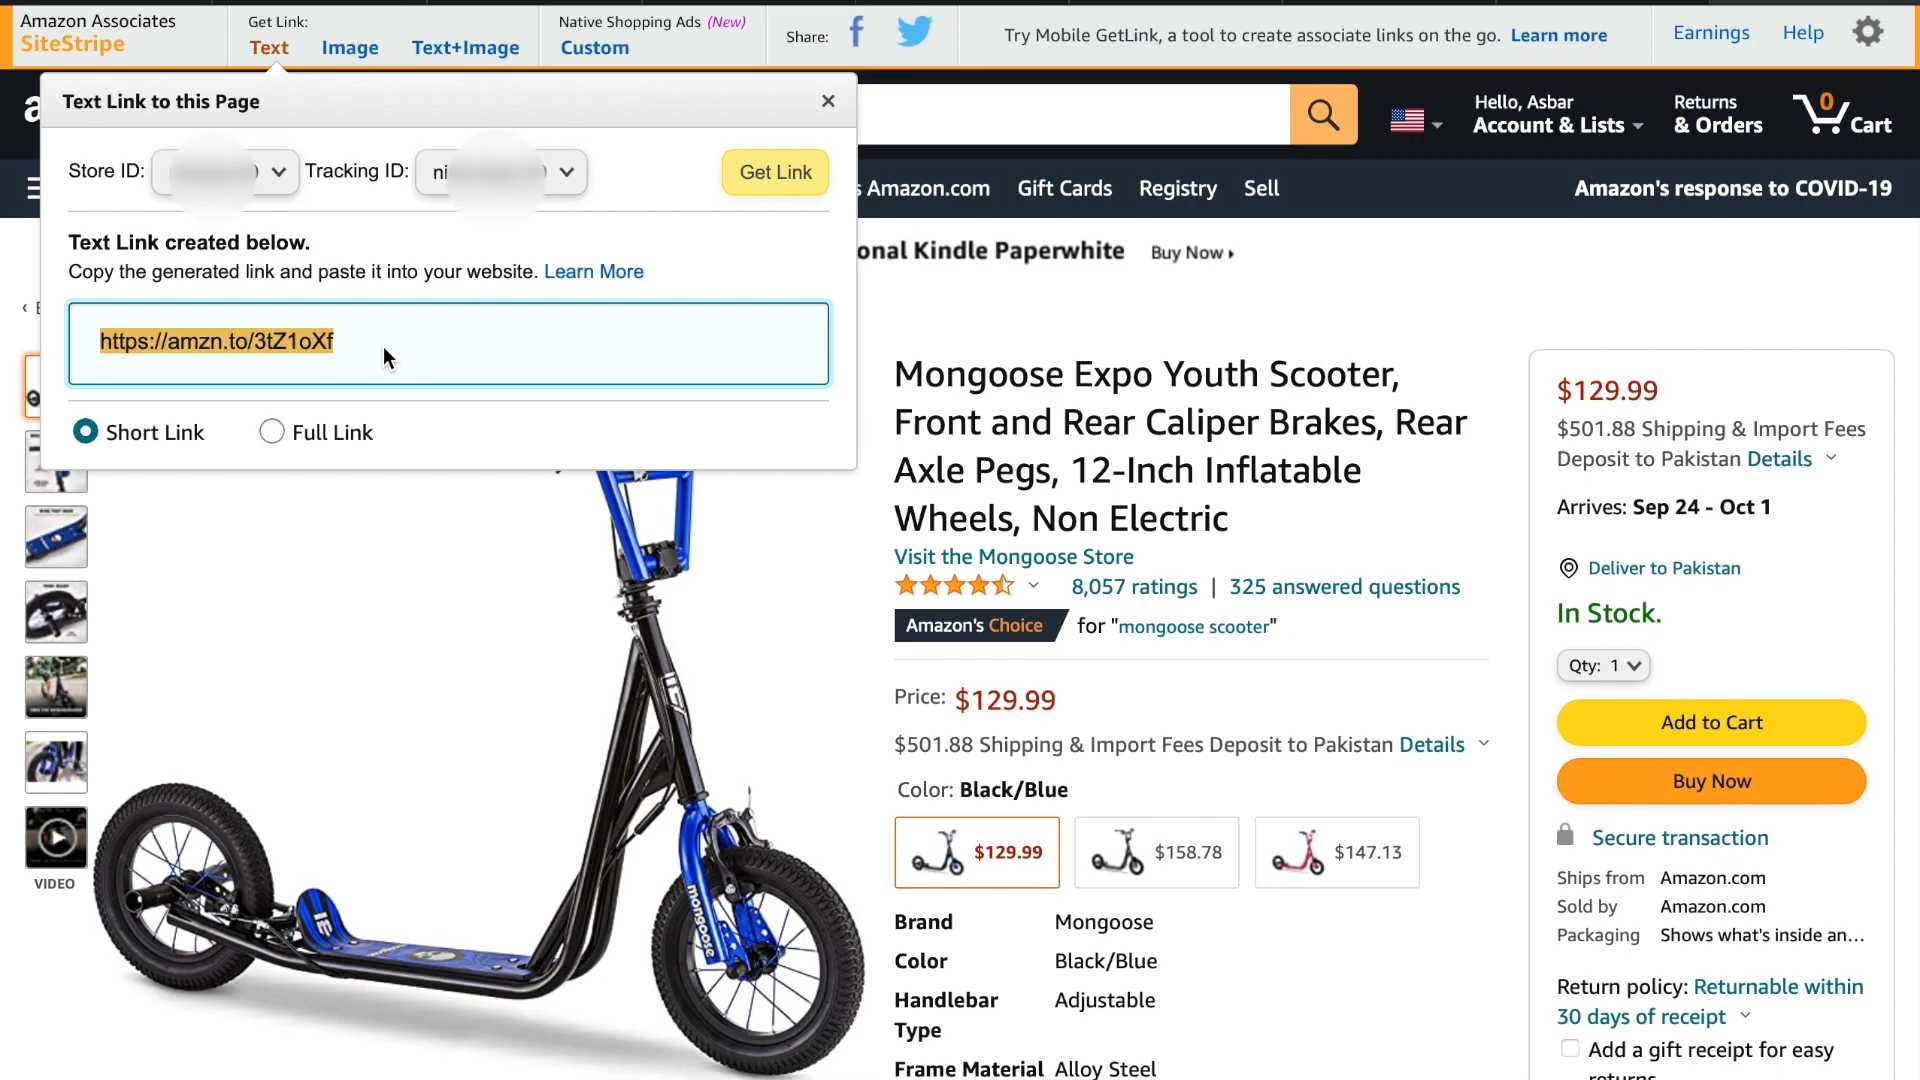 Amazon Associates
SiteStripe
Get Link:
Text Image Text+Image
Native Shopping Ads (New)
Custom
Share:
Try Mobile GetLink, a tool to create associate links on the go. Learn more
Earnings Help
Text Link to this Page
Store ID: Tracking ID: ni
Get Link
Text Link created below.
Copy the generated link and paste it into your website. Learn More
https://amzn.to/3tZ1oXf
Short Link Full Link
Hello, Asbar
Account & Lists
Returns
& Orders
0
Cart
Amazon.com Gift Cards Registry Sell
Amazon's response to COVID-19
onal Kindle Paperwhite Buy Now
VIDEO
mongoose
Mongoose Expo Youth Scooter,
Front and Rear Caliper Brakes, Rear
Axle Pegs, 12-Inch Inflatable
Wheels, Non Electric
Visit the Mongoose Store
8,057 ratings | 325 answered questions
Amazon's Choice for "mongoose scooter"
Price: $129.99
$501.88 Shipping & Import Fees Deposit to Pakistan Details
Color: Black/Blue
$129.99 $158.78 $147.13
Brand Mongoose
Color Black/Blue
Handlebar Adjustable
Type
Frame Material Alloy Steel
$129.99
$501.88 Shipping & Import Fees
Deposit to Pakistan Details
Arrives: Sep 24 - Oct 1
Deliver to Pakistan
In Stock.
Qty: 1
Add to Cart
Buy Now
Secure transaction
Ships from Amazon.com
Sold by Amazon.com
Packaging Shows what's inside an...
Return policy: Returnable within
30 days of receipt
Add a gift receipt for easy
returns